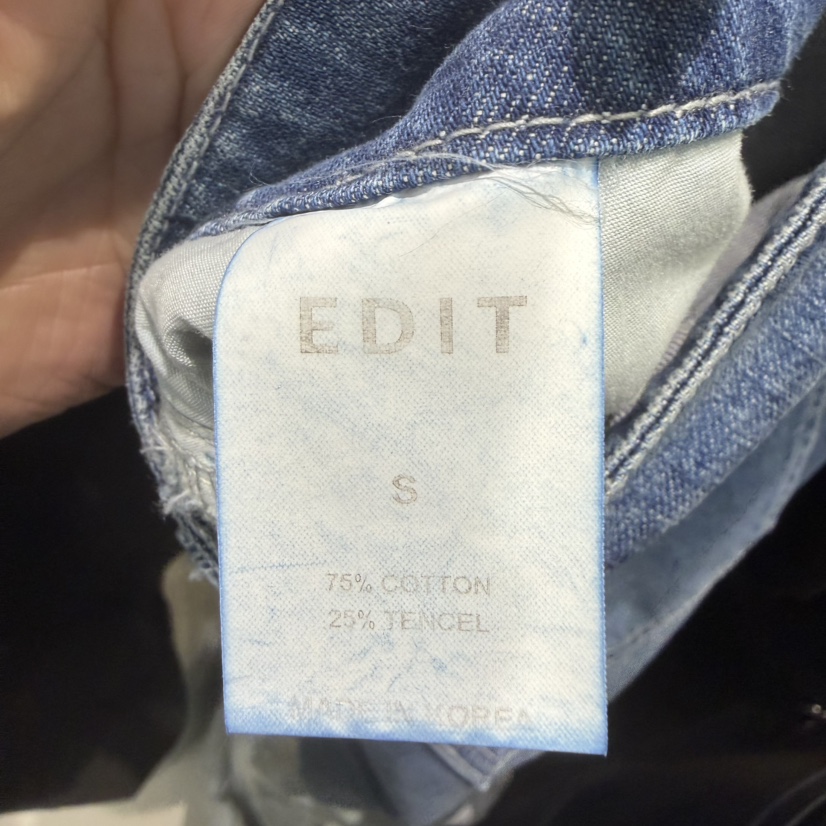 EDIT
S
75% COTTON
25% TENCEL
MADE IN KOREA